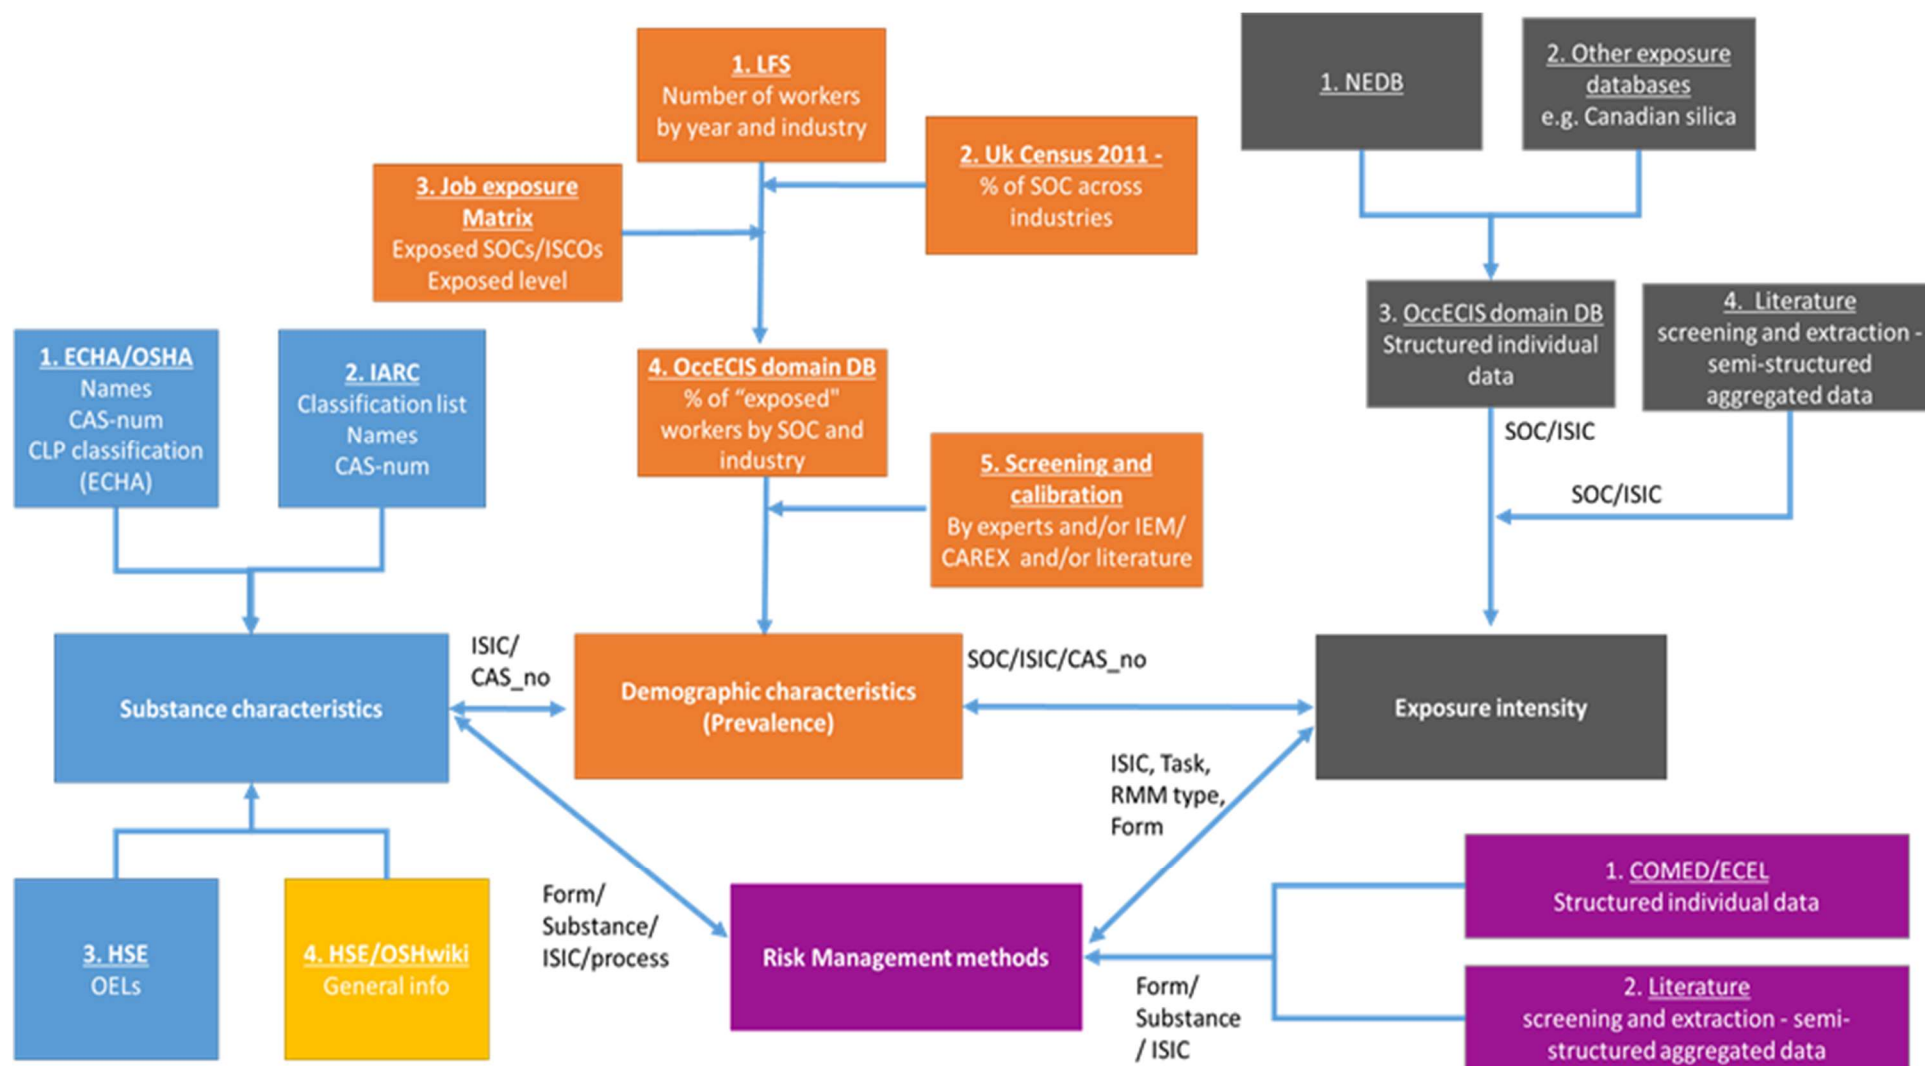 1. LFS
Number of workers
by year and industry
2. Uk Census 2011 -
% of SOC across
industries
3. Job exposure
Matrix
Exposed SOCs/ISCOs
Exposed level
1. NEDB
2. Other exposure
databases
e.g. Canadian silica
1. ECHA/OSHA
Names
CAS-num
CLP classification
(ECHA)
2. IARC
Classification list
Names
CAS-num
4. OccECIS domain DB
% of “exposed"
workers by SOC and
industry
5. Screening and
calibration
By experts and/or IEM/
CAREX and/or literature
3. OccECIS domain DB
Structured individual
data
4. Literature
screening and extraction -
semi-structured
aggregated data
SOC/ISIC
SOC/ISIC
Substance characteristics
ISIC/
CAS_no
Demographic characteristics
(Prevalence)
SOC/ISIC/CAS_no
Exposure intensity
ISIC, Task,
RMM type,
Form
3. HSE
OELs
4. HSE/OSHwiki
General info
Form/
Substance/
ISIC/process
Risk Management methods
Form/
Substance
/ ISIC
1. COMED/ECEL
Structured individual data
2. Literature
screening and extraction - semi-
structured aggregated data